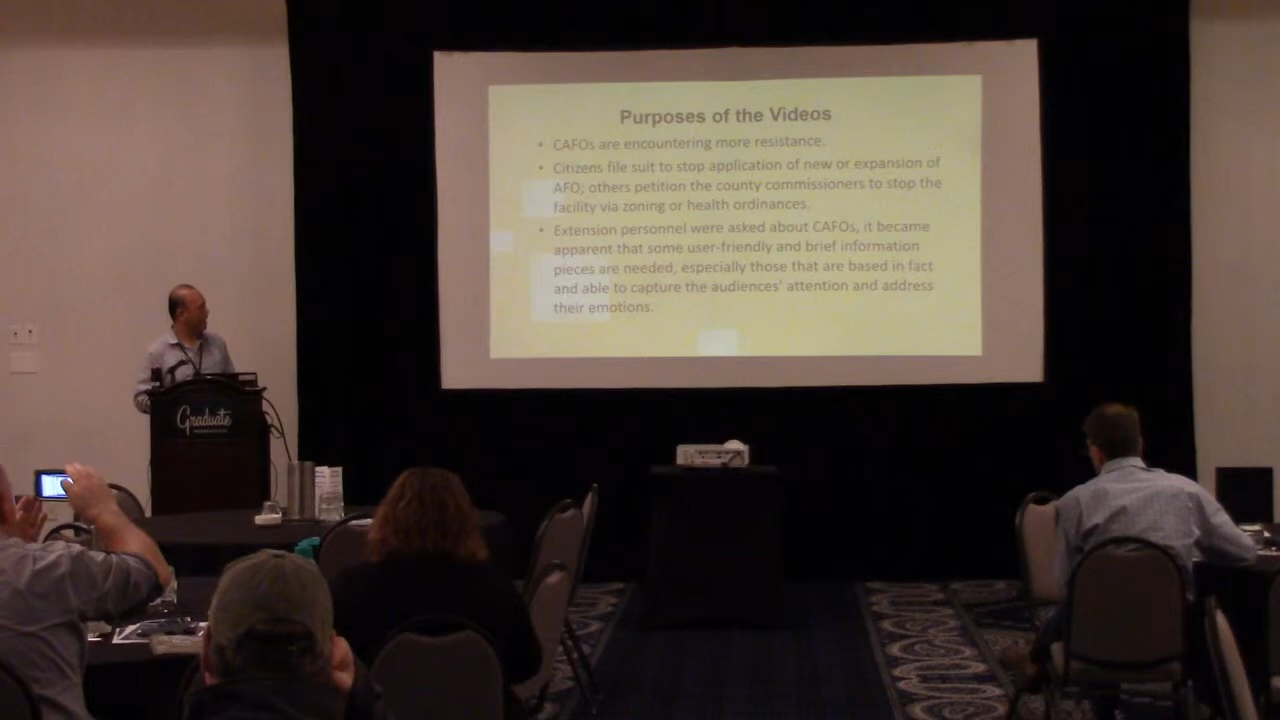 Purposes of the Videos
• CAFOs are encountering more resistance.
• Citizens file suit to stop application of new or expansion of
AFO; others petition the county commissioners to stop the
facility via zoning or health ordinances.
• Extension personnel were asked about CAFOs, it became
apparent that some user-friendly and brief information
pieces are needed, especially those that are based in fact
and able to capture the audiences' attention and address
their emotions.
Graduate